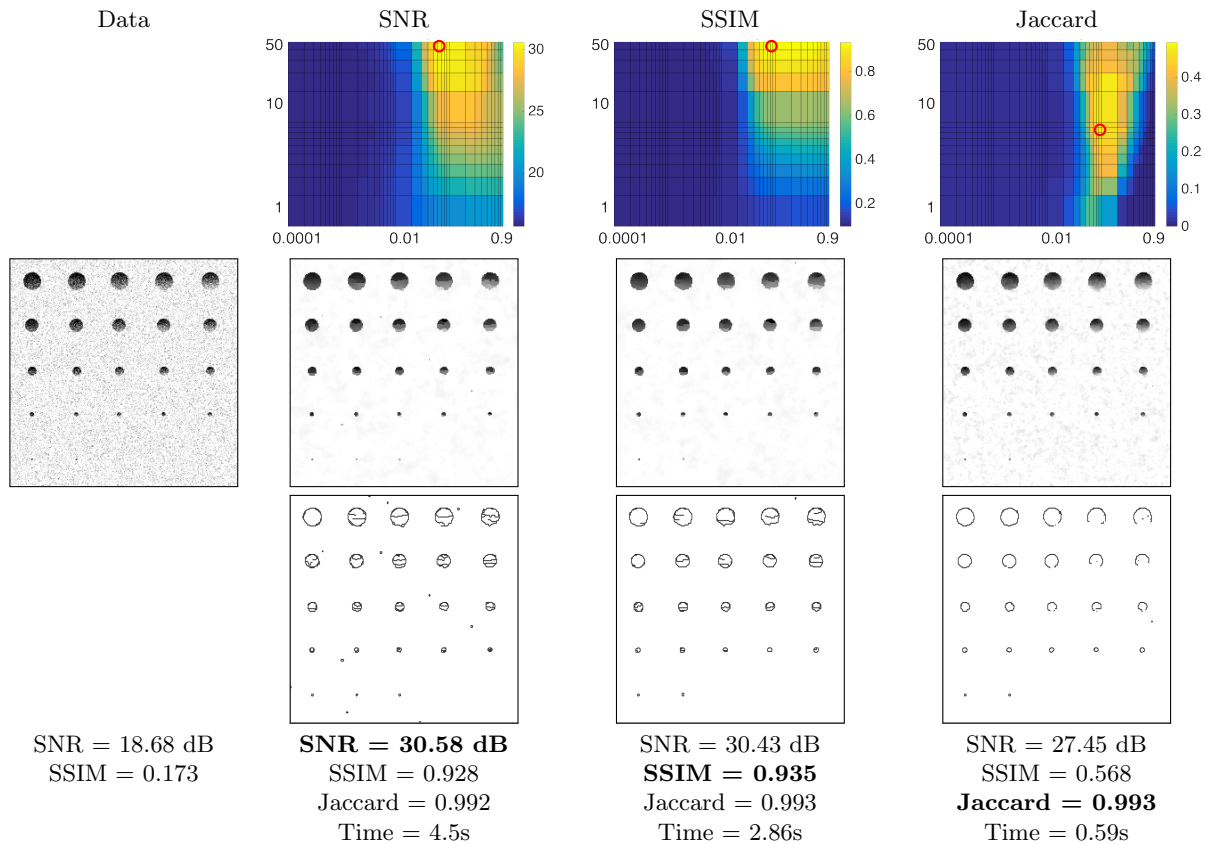 Data SNR SSIM Jaccard
50 30 50 50
0.8 0.4
10 25 10 10
0.6 0.3
0.4 0.2
20
0.2 0.1
1 1 1
0
0.0001 0.01 0.9 0.0001 0.01 0.9 0.0001 0.01 0.9
SNR = 18.68 dB SNR = 30.58 dB SNR = 30.43 dB SNR = 27.45 dB
SSIM = 0.173 SSIM = 0.928 SSIM = 0.935 SSIM = 0.568
Jaccard = 0.992 Jaccard = 0.993 Jaccard = 0.993
Time = 4.5s Time = 2.86s Time = 0.59s